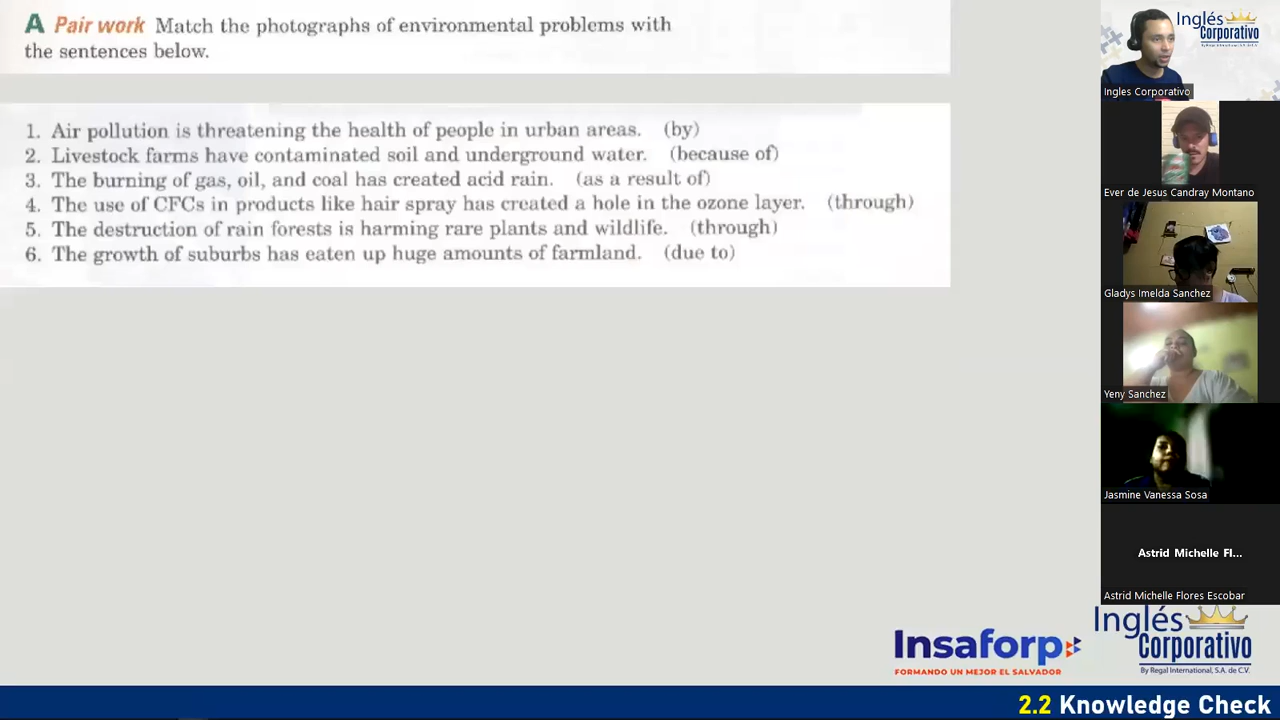 A Pair work Match the photographs of environmental problems with
the sentences below.
1. Air pollution is threatening the health of people in urban areas. (by)
2. Livestock farms have contaminated soil and underground water. (because of)
3. The burning of gas, oil, and coal has created acid rain. (as a result of)
4. The use of CFCs in products like hair spray has created a hole in the ozone layer. (through)
5. The destruction of rain forests is harming rare plants and wildlife. (through)
6. The growth of suburbs has eaten up huge amounts of farmland. (due to)
Inglés
Corporativo
By Regal International, S.A. de C.V.
Ingles Corporativo
Ever de Jesus Candray Montano
Gladys Imelda Sanchez
Yeny Sanchez
Jasmine Vanessa Sosa
Astrid Michelle Fl...
Astrid Michelle Flores Escobar
Insaforp
FORMANDO UN MEJOR EL SALVADOR
Inglés
Corporativo
By Regal International, S.A. de C.V.
2.2 Knowledge Check